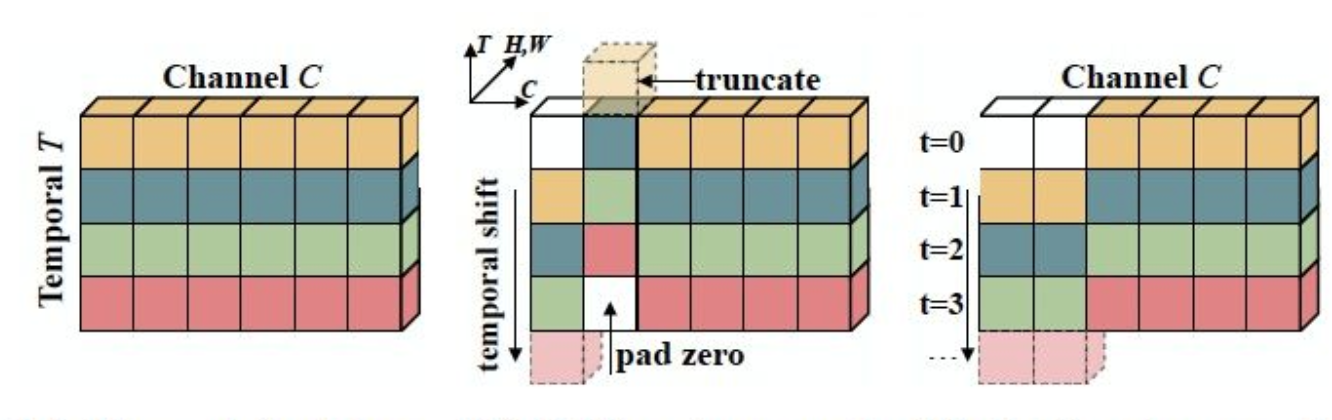 Channel C
Temporal T
T H,W
C
truncate
temporal shift
pad zero
Channel C
t=0
t=1
t=2
t=3
...